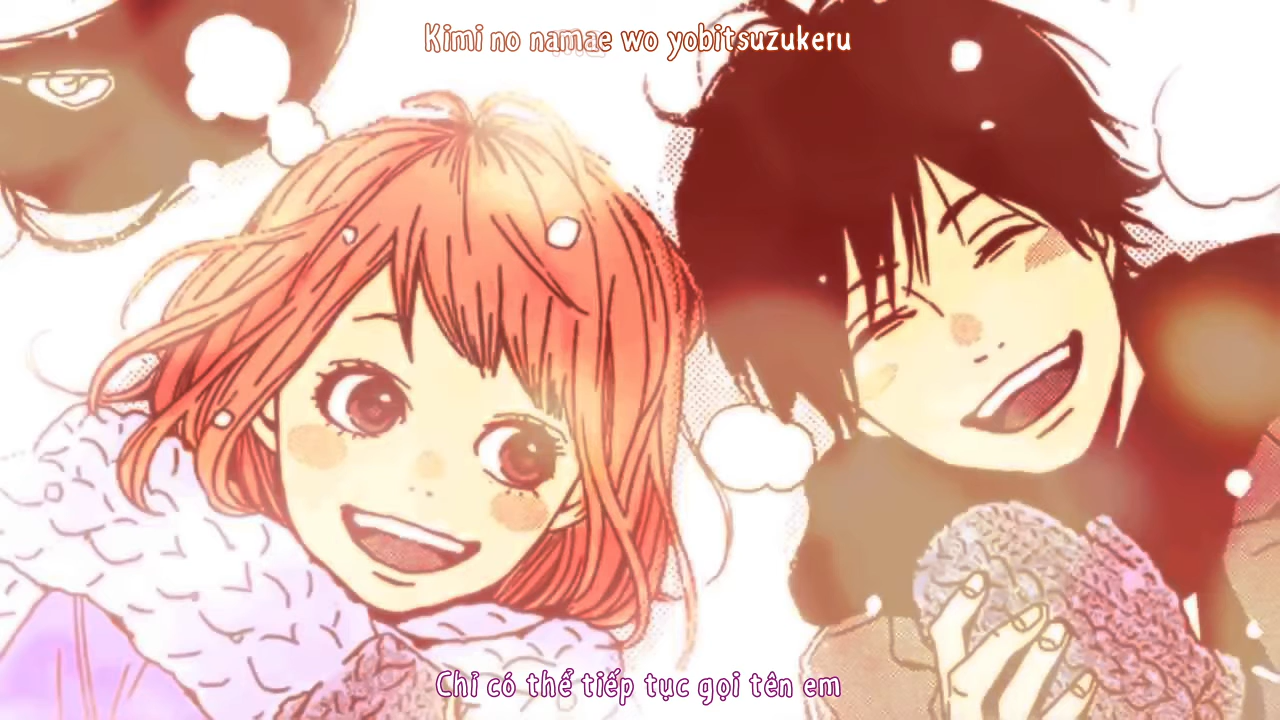 Kimi no namae wo yobitsuzukeru
Chỉ có thể tiếp tục gọi tên em